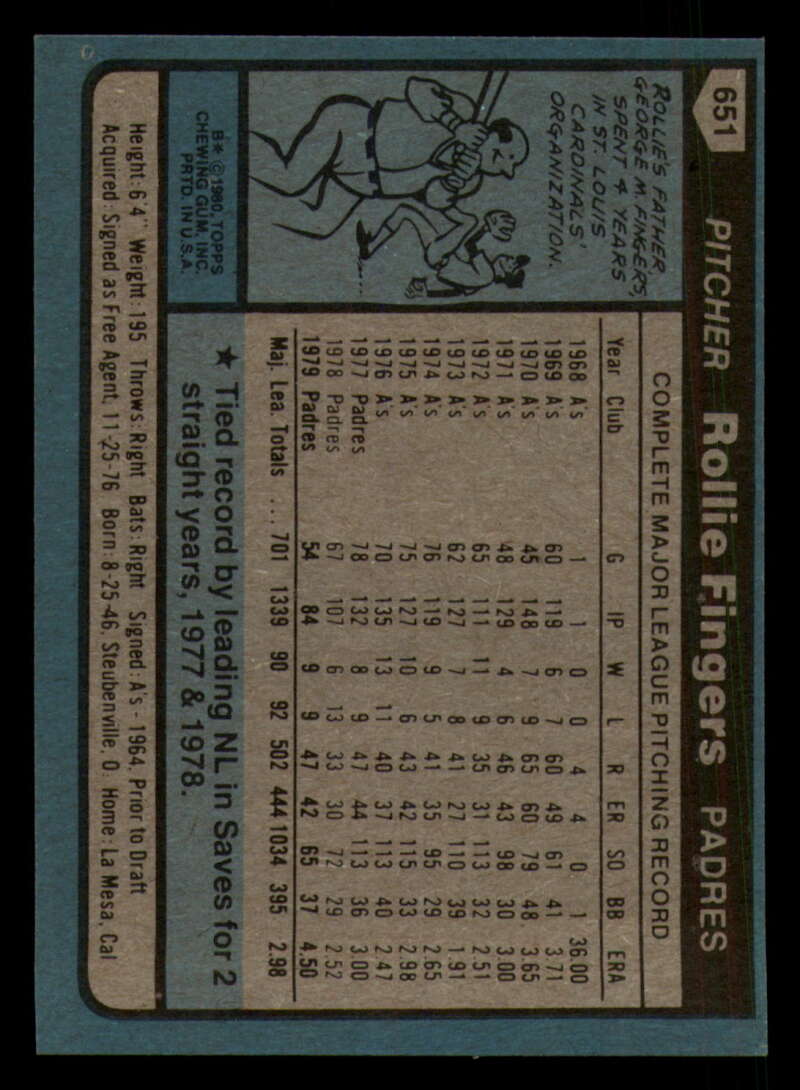 651
PITCHER Rollie Fingers PADRES
ROLLIE'S FATHER,
GEORGE M. FINGERS,
SPENT 4 YEARS
IN ST. LOUIS
CARDINALS'
ORGANIZATION.
B* © 1980 TOPPS
CHEWING GUM, INC.
PRTD. IN U.S.A.
COMPLETE MAJOR LEAGUE PITCHING RECORD
Year Club G IP W L R ER SO BB ERA
1968 A's 1 1 0 0 4 4 0 1 36.00
1969 A's 60 119 6 7 60 49 61 41 3.71
1970 A's 45 148 7 9 65 60 79 48 3.65
1971 A's 48 129 4 6 46 43 98 30 3.00
1972 A's 65 111 11 9 35 31 113 32 2.51
1973 A's 62 127 7 8 41 27 110 39 1.91
1974 A's 76 119 9 5 41 35 95 29 2.65
1975 A's 75 127 10 6 43 42 115 33 2.98
1976 A's 70 135 13 11 40 37 113 40 2.47
1977 Padres 78 132 8 9 47 44 113 36 3.00
1978 Padres 67 107 6 13 33 30 72 29 2.52
1979 Padres 54 84 9 9 47 42 65 37 4.50
Maj. Lea. Totals ... 701 1339 90 92 502 444 1034 395 2.98
★ Tied record by leading NL in Saves for 2
straight years, 1977 & 1978.
Height: 6'4" Weight: 195 Throws: Right Bats: Right Signed: A's - 1964, Prior to Draft
Acquired: Signed as Free Agent, 11-25-76 Born: 8-25-46, Steubenville, O. Home: La Mesa, Cal